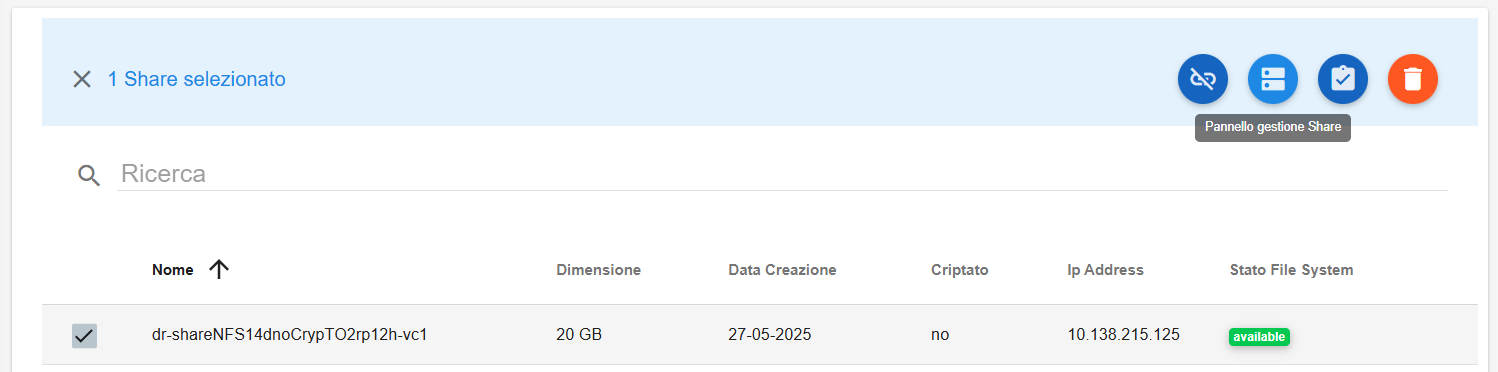 1 Share selezionato
Pannello gestione Share
Ricerca
Nome Dimensione Data Creazione Criptato Ip Address Stato File System
dr-shareNFS14dnoCrypTO2rp12h-vc1 20 GB 27-05-2025 no 10.138.215.125 available